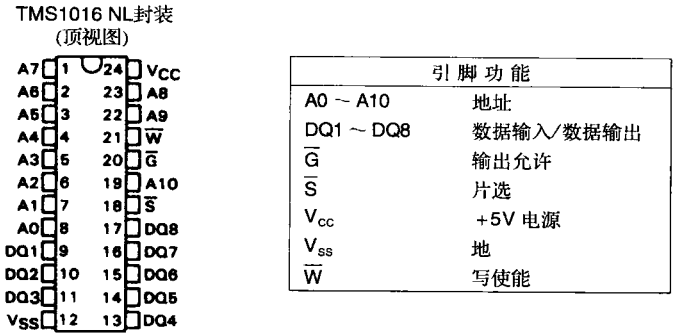 TMS1016 NL封装
(顶视图)
A7 1 24 VCC
A6 2 23 A8
A5 3 22 A9
A4 4 21 W̅
A3 5 20 G̅
A2 6 19 A10
A1 7 18 S̅
A0 8 17 DQ8
DQ1 9 16 DQ7
DQ2 10 15 DQ6
DQ3 11 14 DQ5
VSS 12 13 DQ4
引脚功能
A0 ~ A10 地址
DQ1 ~ DQ8 数据输入/数据输出
G̅ 输出允许
S̅ 片选
Vcc +5V 电源
Vss 地
W̅ 写使能